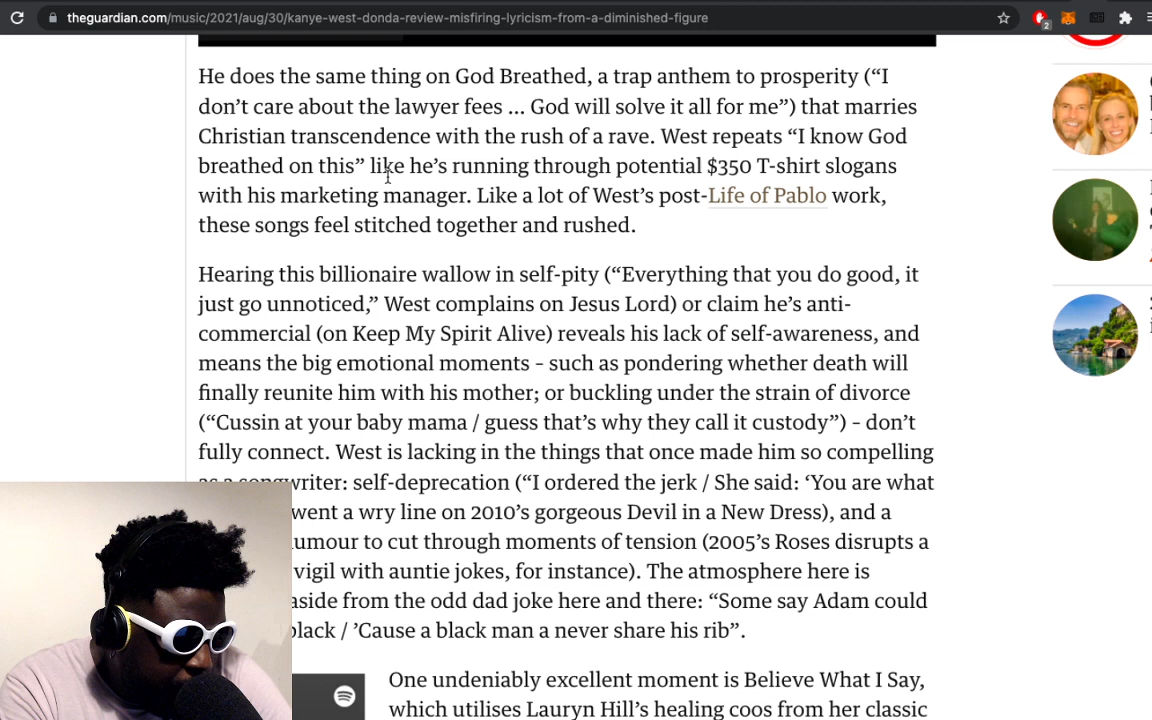 theguardian.com/music/2021/aug/30/kanye-west-donda-review-misfiring-lyricism-from-a-diminished-figure
2
He does the same thing on God Breathed, a trap anthem to prosperity (“I
don’t care about the lawyer fees ... God will solve it all for me”) that marries
Christian transcendence with the rush of a rave. West repeats “I know God
breathed on this” like he’s running through potential $350 T-shirt slogans
with his marketing manager. Like a lot of West’s post-Life of Pablo work,
these songs feel stitched together and rushed.
Hearing this billionaire wallow in self-pity (“Everything that you do good, it
just go unnoticed,” West complains on Jesus Lord) or claim he’s anti-
commercial (on Keep My Spirit Alive) reveals his lack of self-awareness, and
means the big emotional moments – such as pondering whether death will
finally reunite him with his mother; or buckling under the strain of divorce
(“Cussin at your baby mama / guess that’s why they call it custody”) – don’t
fully connect. West is lacking in the things that once made him so compelling
as a songwriter: self-deprecation (“I ordered the jerk / She said: ‘You are what
went a wry line on 2010’s gorgeous Devil in a New Dress), and a
umour to cut through moments of tension (2005’s Roses disrupts a
vigil with auntie jokes, for instance). The atmosphere here is
aside from the odd dad joke here and there: “Some say Adam could
black / ’Cause a black man a never share his rib”.
One undeniably excellent moment is Believe What I Say,
which utilises Lauryn Hill’s healing coos from her classic